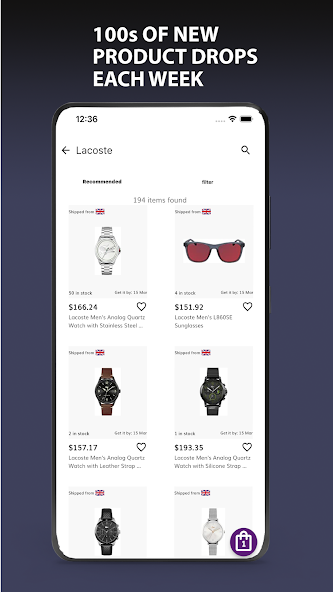 100s OF NEW
PRODUCT DROPS
EACH WEEK
12:36
Lacoste
Recommended
filter
194 items found
Shipped from
Shipped from
50 in stock
Get it by: 15 Mar
4 in stock
Get it by: 15 Mar
$166.24
$151.92
Lacoste Men's Analog Quartz
Watch with Stainless Steel ...
Lacoste Men's L860SE
Sunglasses
Shipped from
Shipped from
2 in stock
Get it by: 15 Mar
1 in stock
Get it by: 15 Mar
$157.17
$193.35
Lacoste Men's Analog Quartz
Watch with Leather Strap ...
Lacoste Men's Analog Quartz
Watch with Silicone Strap ...
Shipped from
Shipped from
1